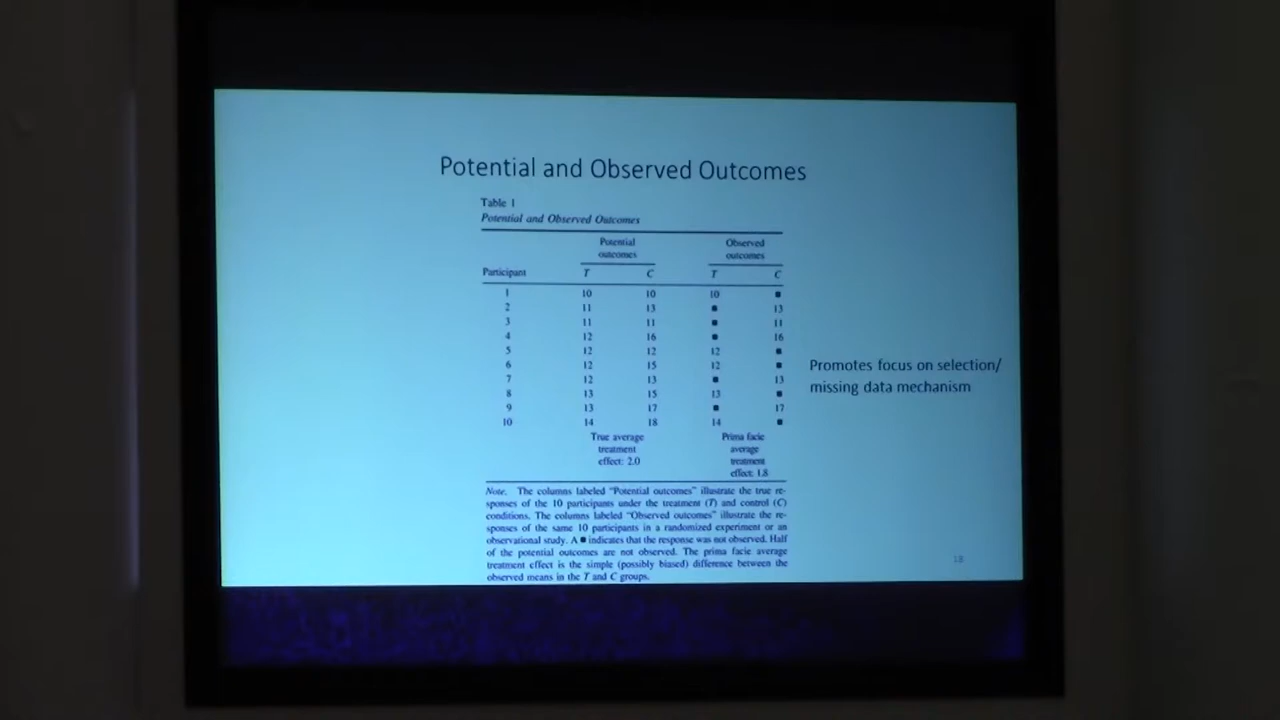 Potential and Observed Outcomes
Table 1
Potential and Observed Outcomes
Potential outcomes Observed outcomes
Participant T C T C
1 10 10 10 ■
2 11 13 ■ 13
3 11 11 ■ 11
4 12 16 ■ 16
5 12 12 12 ■
6 12 15 12 ■
7 12 13 ■ 13
8 13 15 13 ■
9 13 17 ■ 17
10 14 18 14 ■
True average treatment effect: 2.0
Prima facie average treatment effect: 1.8
Note. The columns labeled “Potential outcomes” illustrate the true re-
sponses of the 10 participants under the treatment (T) and control (C)
conditions. The columns labeled “Observed outcomes” illustrate the re-
sponses of the same 10 participants in a randomized experiment or an
observational study. A ■ indicates that the response was not observed. Half
of the potential outcomes are not observed. The prima facie average
treatment effect is the simple (possibly biased) difference between the
observed means in the T and C groups.
Promotes focus on selection/
missing data mechanism
18